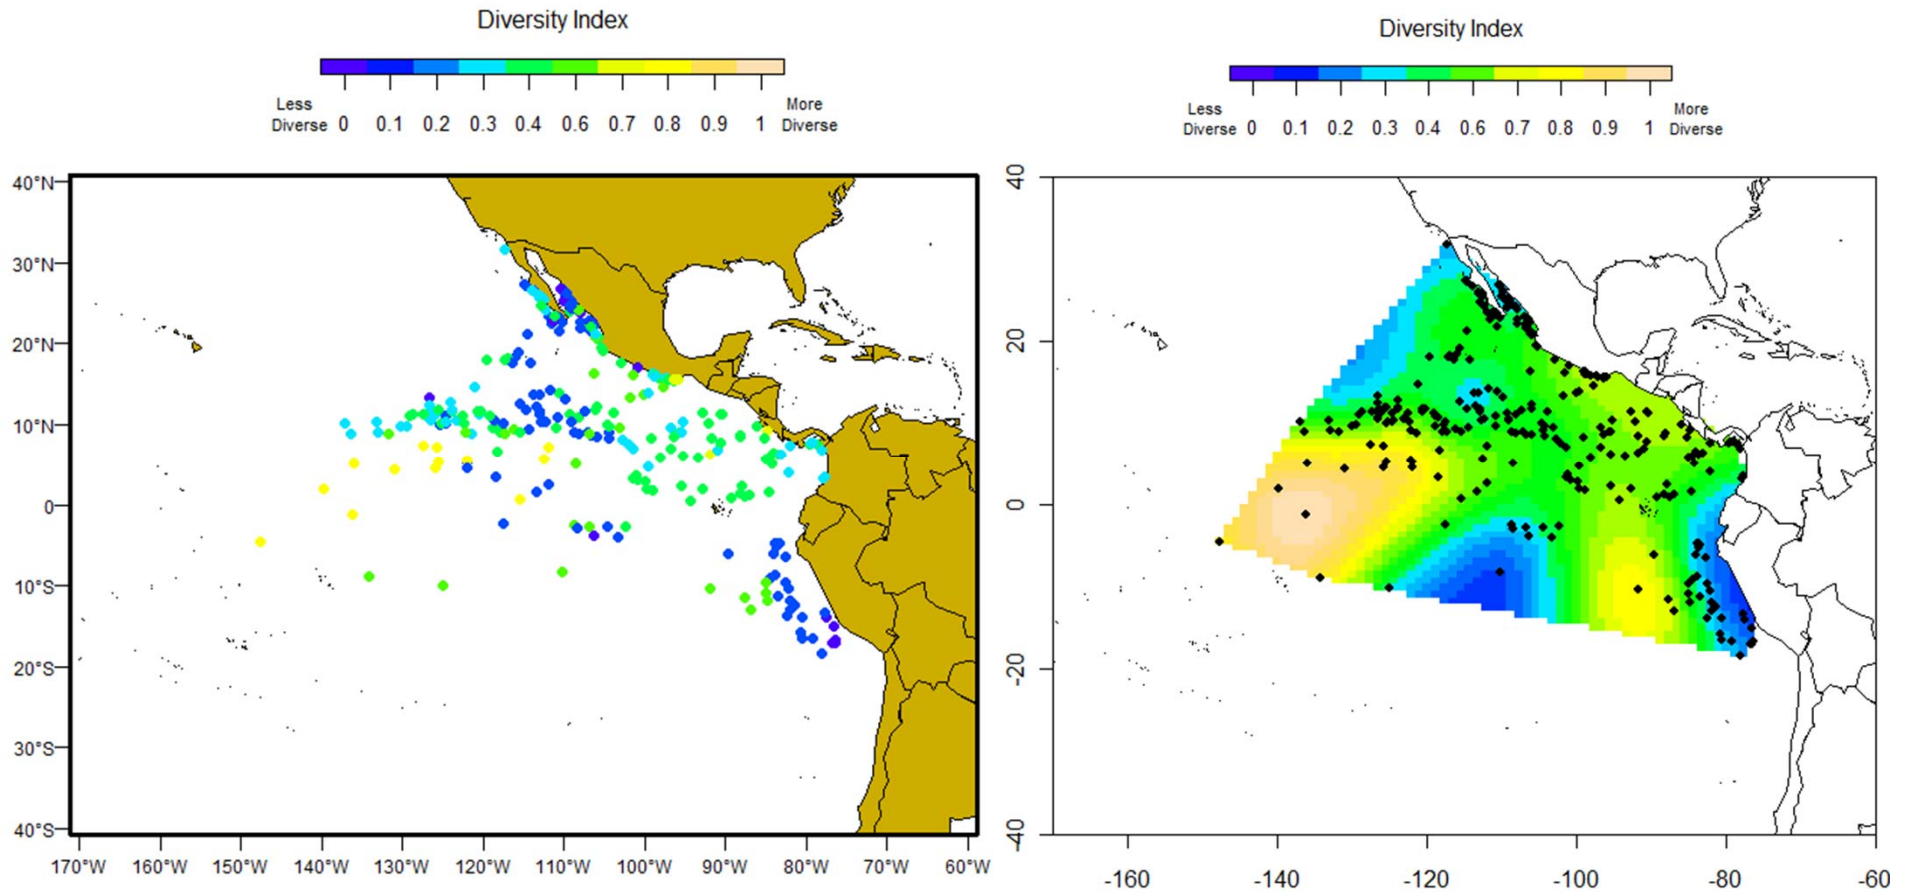 Diversity Index
Less Diverse 0 0.1 0.2 0.3 0.4 0.6 0.7 0.8 0.9 1 More Diverse
40°N
30°N
20°N
10°N
0°
10°S
20°S
30°S
40°S
170°W 160°W 150°W 140°W 130°W 120°W 110°W 100°W 90°W 80°W 70°W 60°W
Diversity Index
Less Diverse 0 0.1 0.2 0.3 0.4 0.6 0.7 0.8 0.9 1 More Diverse
40
20
0
-20
-40
-160 -140 -120 -100 -80 -60